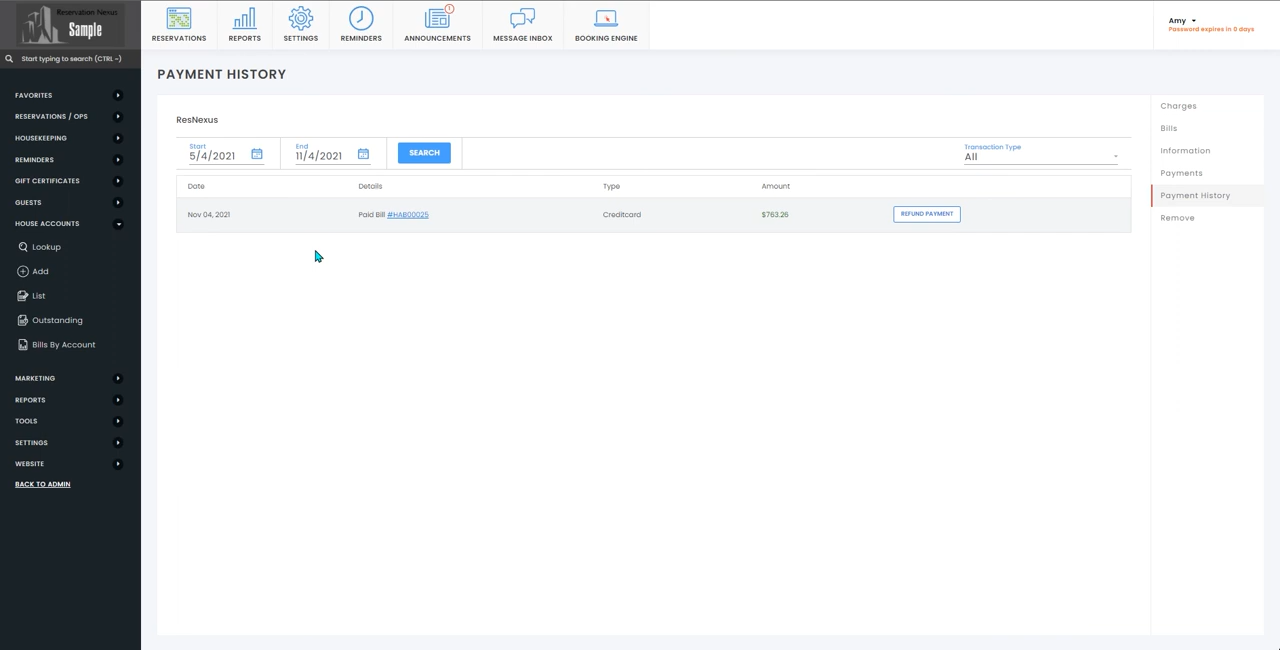 Reservation Nexus
Sample
RESERVATIONS
REPORTS
SETTINGS
REMINDERS
1
ANNOUNCEMENTS
MESSAGE INBOX
BOOKING ENGINE
Amy
Password expires in 0 days
Start typing to search (CTRL ~)
FAVORITES
RESERVATIONS / OPS
HOUSEKEEPING
REMINDERS
GIFT CERTIFICATES
GUESTS
HOUSE ACCOUNTS
Lookup
Add
List
Outstanding
Bills By Account
MARKETING
REPORTS
TOOLS
SETTINGS
WEBSITE
BACK TO ADMIN
PAYMENT HISTORY
ResNexus
Start
5/4/2021
End
11/4/2021
SEARCH
Transaction Type
All
Date Details Type Amount
Nov 04, 2021 Paid Bill #HAB00025 Creditcard $763.26 REFUND PAYMENT
Charges
Bills
Information
Payments
Payment History
Remove